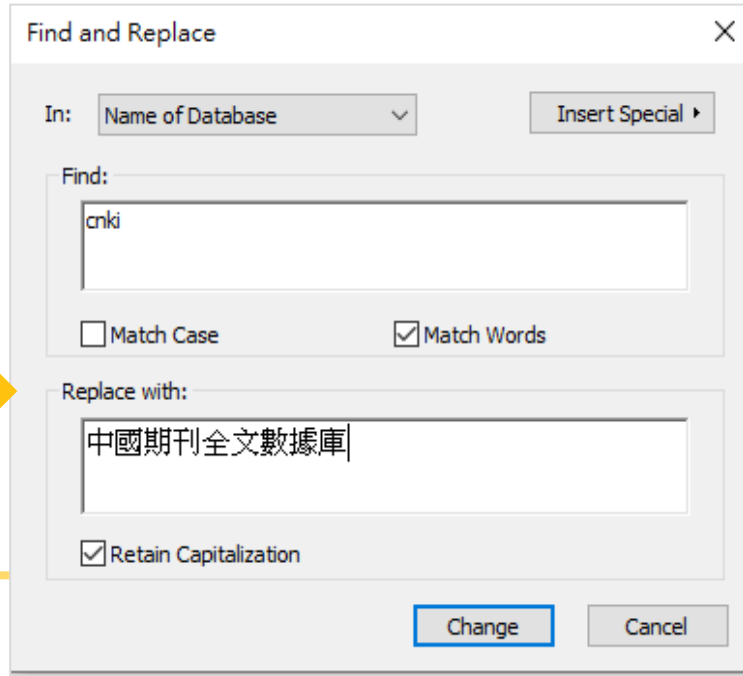 Find and Replace
In: Name of Database Insert Special
Find:
cnki
Match Case Match Words
Replace with:
中國期刊全文數據庫
Retain Capitalization
Change Cancel